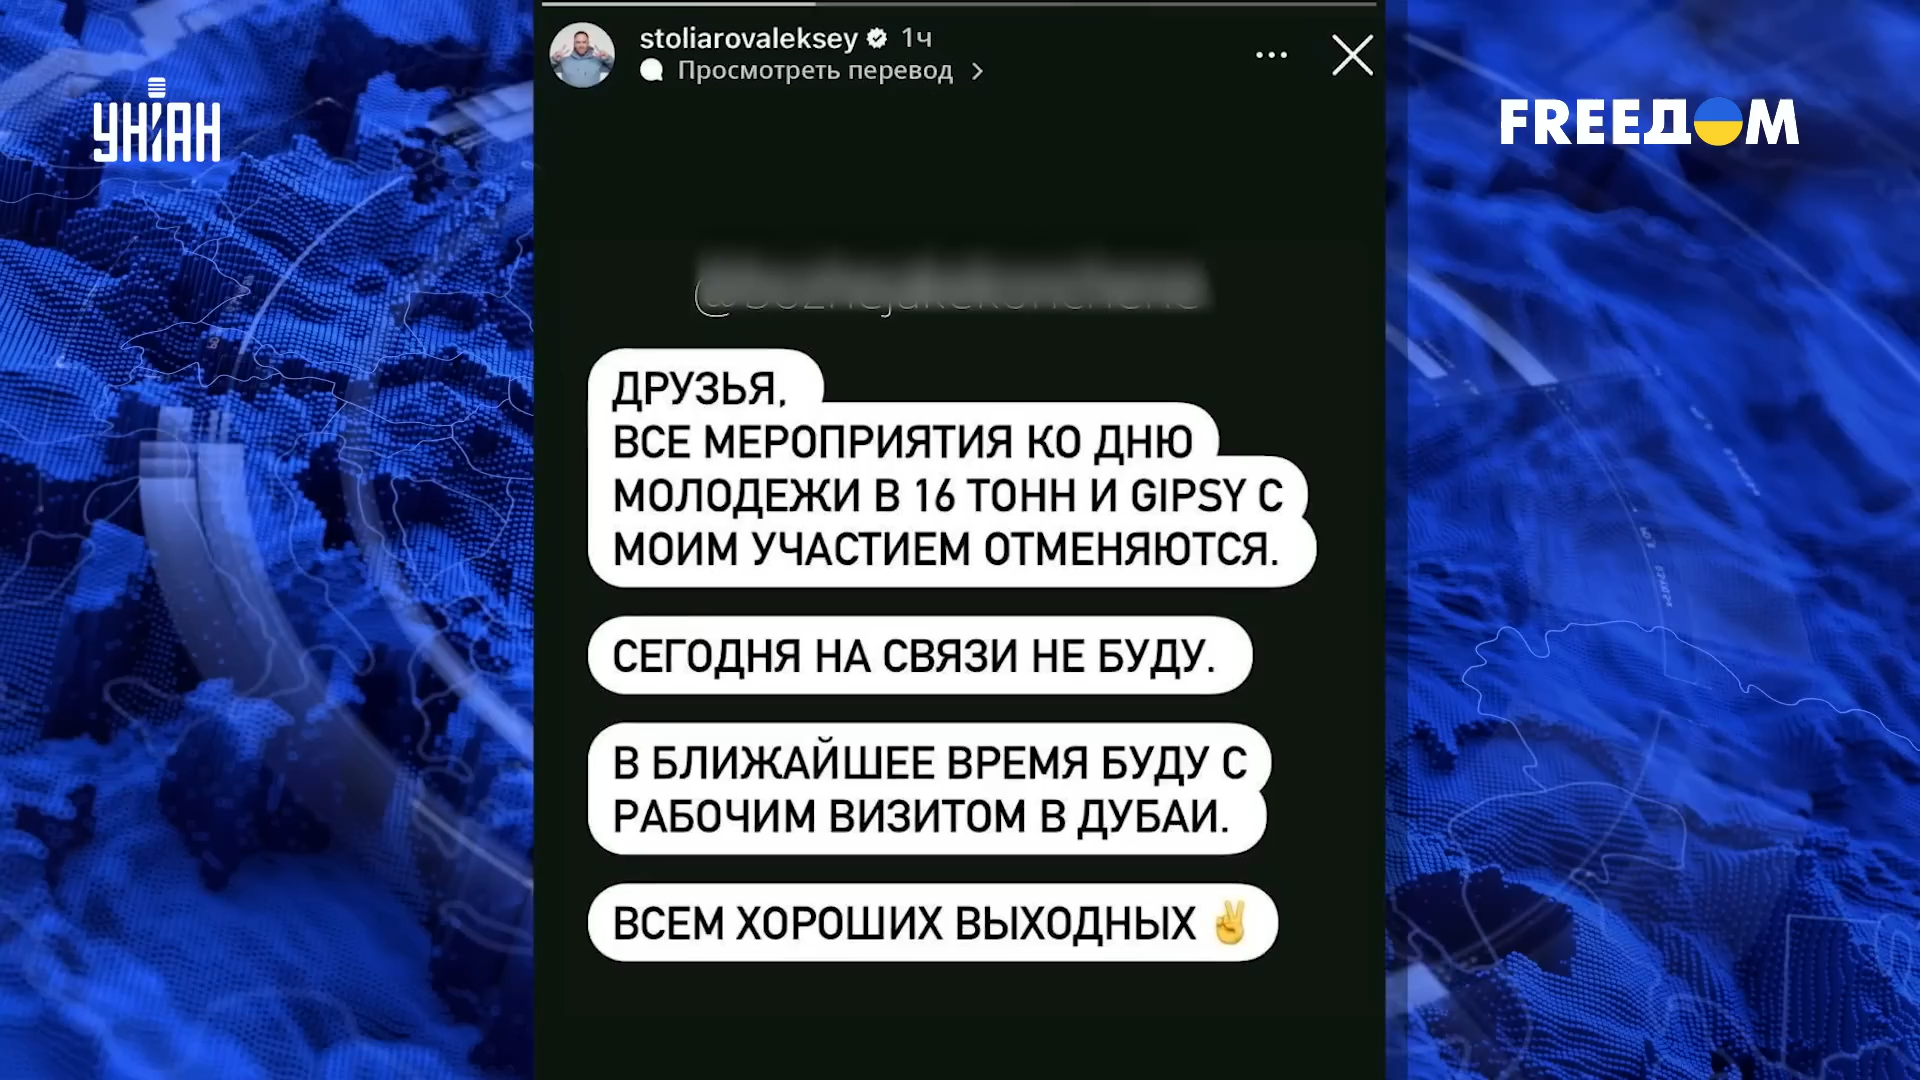 stoliarovaleksey 1ч
Просмотреть перевод
УНІАН
FREEДОМ
ДРУЗЬЯ,
ВСЕ МЕРОПРИЯТИЯ КО ДНЮ
МОЛОДЕЖИ В 16 ТОНН И GIPSY С
МОИМ УЧАСТИЕМ ОТМЕНЯЮТСЯ.
СЕГОДНЯ НА СВЯЗИ НЕ БУДУ.
В БЛИЖАЙШЕЕ ВРЕМЯ БУДУ С
РАБОЧИМ ВИЗИТОМ В ДУБАИ.
ВСЕМ ХОРОШИХ ВЫХОДНЫХ ✌️